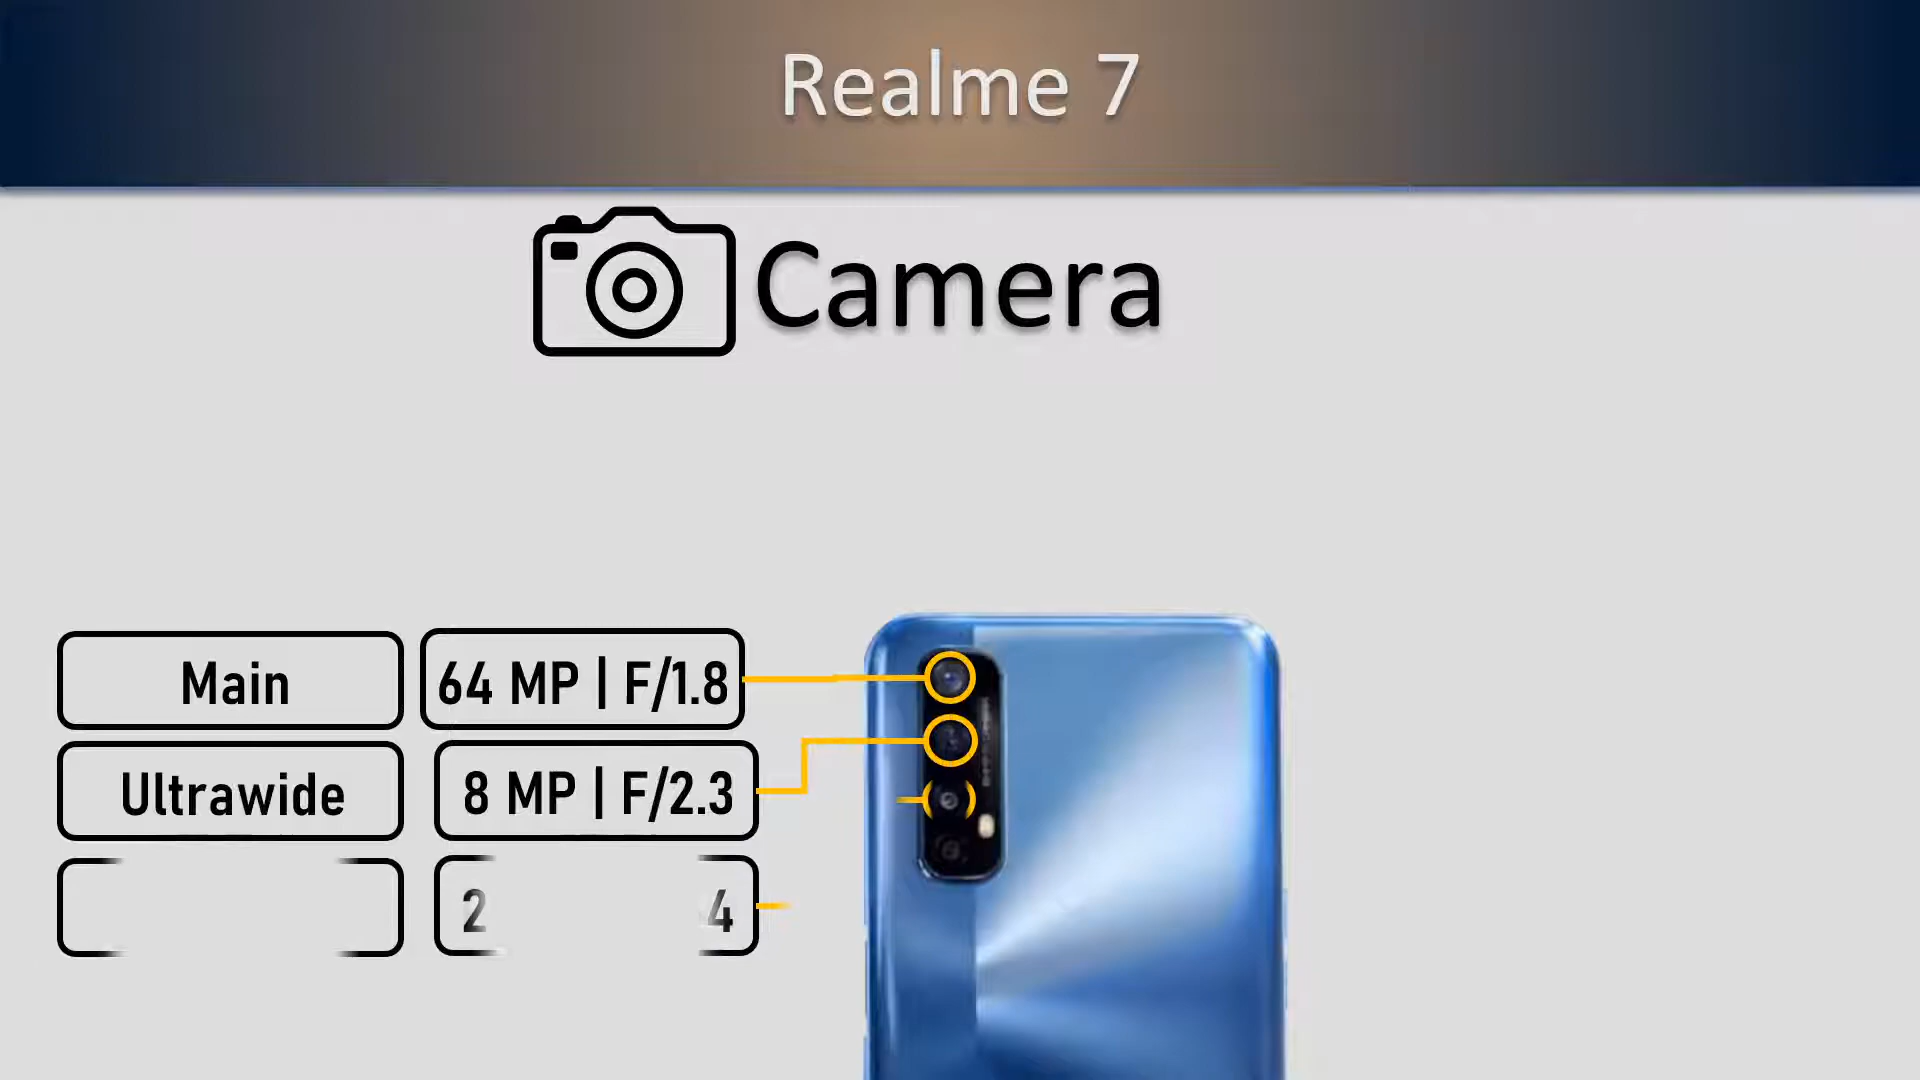 Realme 7
Camera
Main
64 MP | F/1.8
Ultrawide
8 MP | F/2.3
2 4